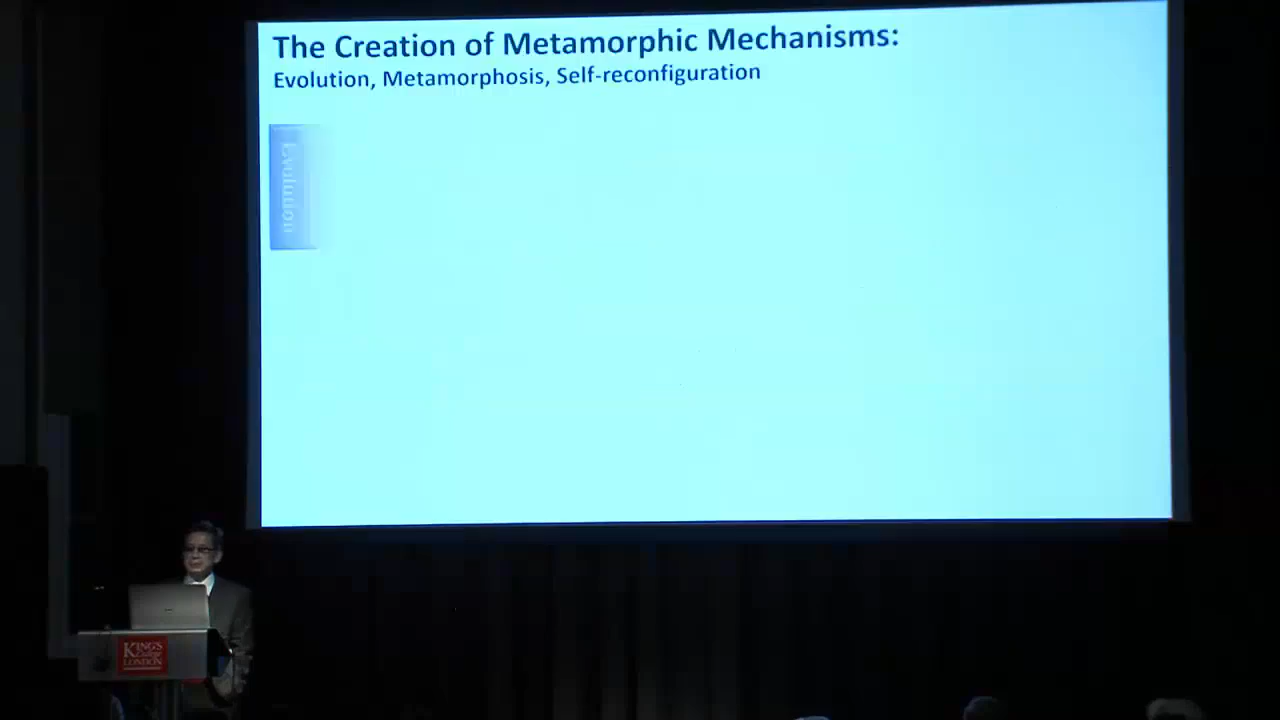 The Creation of Metamorphic Mechanisms:
Evolution, Metamorphosis, Self-reconfiguration
Evolution
KING'S
College
LONDON